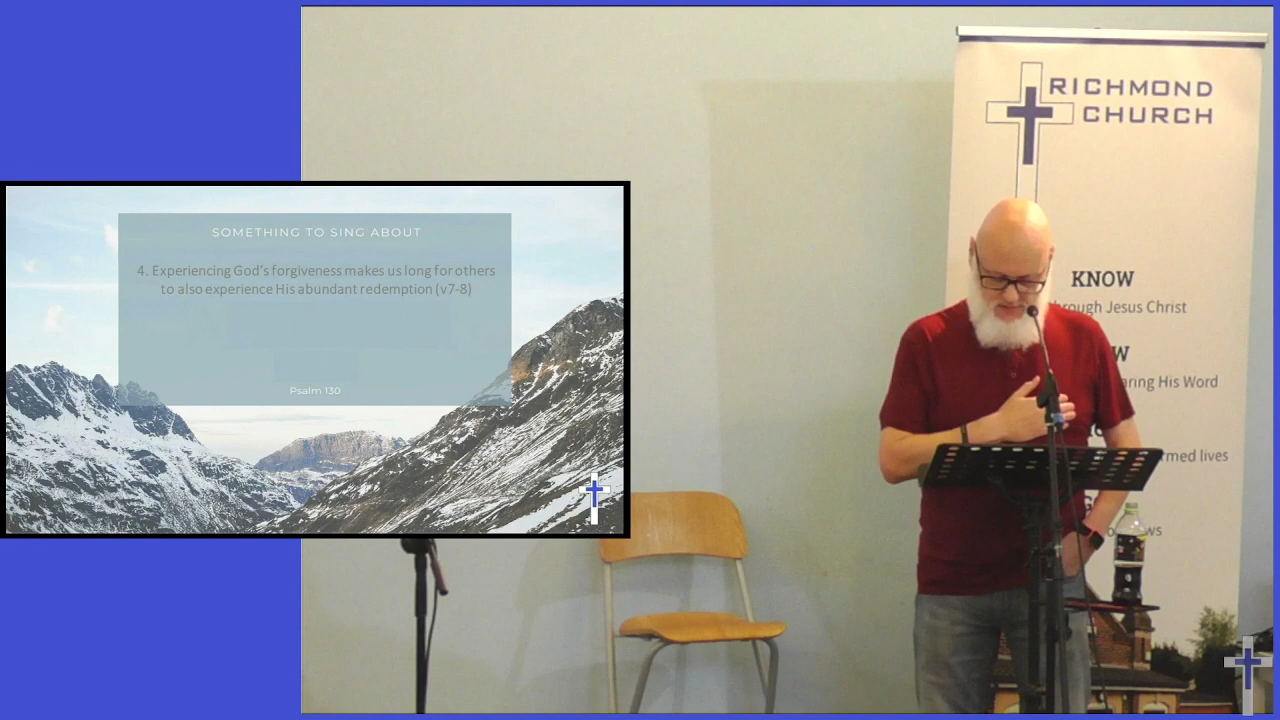 SOMETHING TO SING ABOUT
4. Experiencing God's forgiveness makes us long for others
to also experience His abundant redemption (v7-8)
Psalm 130
RICHMOND
CHURCH
KNOW
through Jesus Christ
W
aring His Word
rmed lives
ws